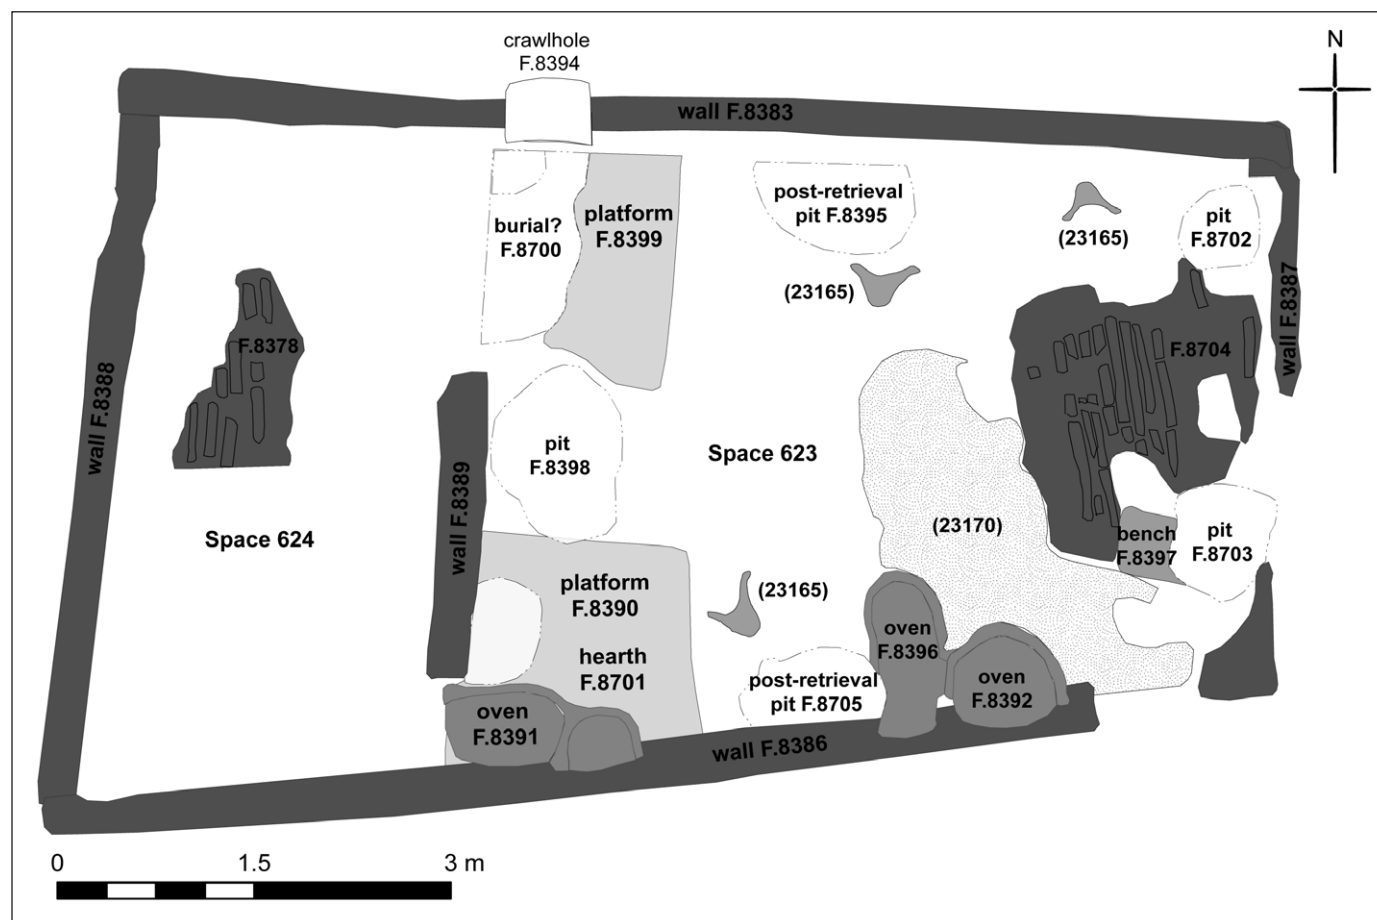 crawlhole
F.8394
N
wall F.8383
post-retrieval
pit F.8395
platform
F.8399
burial?
F.8700
(23165)
pit
F.8702
(23165)
wall F.8387
F.8378
F.8704
wall F.8388
pit
F.8398
Space 623
wall F.8389
(23170)
Space 624
bench
F.8397
pit
F.8703
platform
F.8390
(23165)
oven
F.8396
hearth
F.8701
post-retrieval
pit F.8705
oven
F.8392
oven
F.8391
wall F.8386
0 1.5 3 m